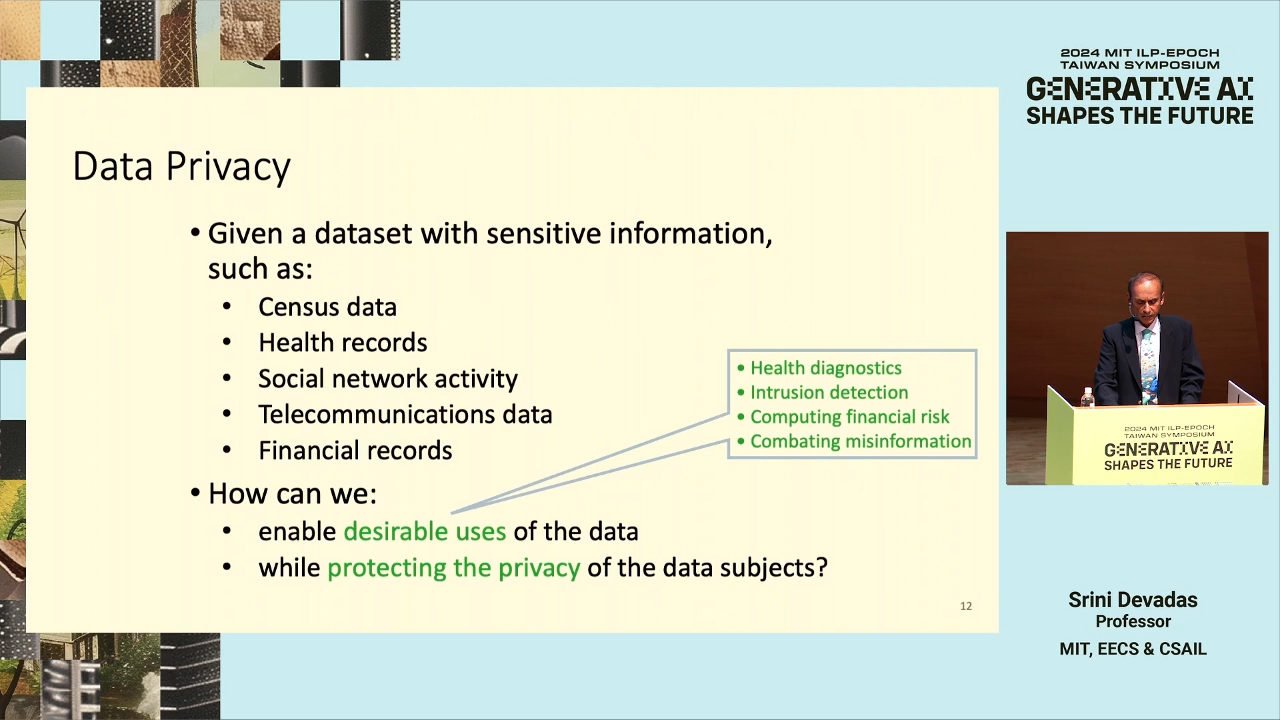 2024 MIT ILP-EPOCH
TAIWAN SYMPOSIUM
GENERATIVE AI
SHAPES THE FUTURE
Data Privacy
• Given a dataset with sensitive information,
such as:
• Census data
• Health records
• Social network activity
• Telecommunications data
• Financial records
• Health diagnostics
• Intrusion detection
• Computing financial risk
• Combating misinformation
• How can we:
• enable desirable uses of the data
• while protecting the privacy of the data subjects?
12
2024 MIT ILP-EPOCH
TAIWAN SYMPOSIUM
GENERATIVE AI
SHAPES THE FUTURE
Srini Devadas
Professor
MIT, EECS & CSAIL